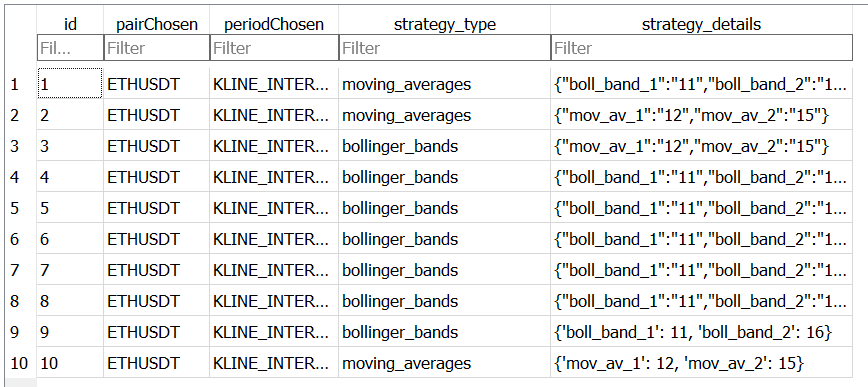 id pairChosen periodChosen strategy_type strategy_details
Fil... Filter Filter Filter Filter
1 1 ETHUSDT KLINE_INTER... moving_averages {"boll_band_1":"11","boll_band_2":"1...
2 2 ETHUSDT KLINE_INTER... moving_averages {"mov_av_1":"12","mov_av_2":"15"}
3 3 ETHUSDT KLINE_INTER... bollinger_bands {"mov_av_1":"12","mov_av_2":"15"}
4 4 ETHUSDT KLINE_INTER... bollinger_bands {"boll_band_1":"11","boll_band_2":"1...
5 5 ETHUSDT KLINE_INTER... bollinger_bands {"boll_band_1":"11","boll_band_2":"1...
6 6 ETHUSDT KLINE_INTER... bollinger_bands {"boll_band_1":"11","boll_band_2":"1...
7 7 ETHUSDT KLINE_INTER... bollinger_bands {"boll_band_1":"11","boll_band_2":"1...
8 8 ETHUSDT KLINE_INTER... bollinger_bands {"boll_band_1":"11","boll_band_2":"1...
9 9 ETHUSDT KLINE_INTER... bollinger_bands {'boll_band_1': 11, 'boll_band_2': 16}
10 10 ETHUSDT KLINE_INTER... moving_averages {'mov_av_1': 12, 'mov_av_2': 15}